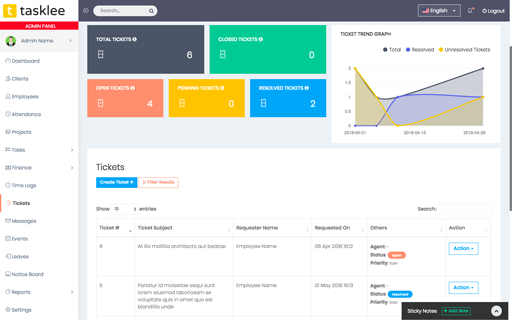 tasklee
Search...
English
Logout
ADMIN PANEL
Admin Name
Dashboard
Clients
Employees
Attendance
Projects
Tasks
Finance
Time Logs
Tickets
Messages
Events
Leaves
Notice Board
Reports
Settings
TOTAL TICKETS
6
CLOSED TICKETS
0
OPEN TICKETS
4
PENDING TICKETS
0
RESOLVED TICKETS
2
TICKET TREND GRAPH
Total Resolved Unresolved Tickets
2
1.5
1
0.5
0
2018-04-01 2018-04-15 2018-04-29
Tickets
Create Ticket +
Filter Results
Show 10 entries
Search:
Ticket # Ticket Subject Requester Name Requested On Others Action
6 At illo mollitia architecto aut beatae Employee Name 06 Apr 2018 16:12 Agent -
Status: open
Priority: low
Action
5 Pariatur id molestias sequi sunt
lorem eiusmod laboriosam ex
voluptate quis in amet quo est
blanditiis unde
Employee Name 01 May 2018 16:13 Agent -
Status: resolved
Priority: low
Action
Sticky Notes + Add Note